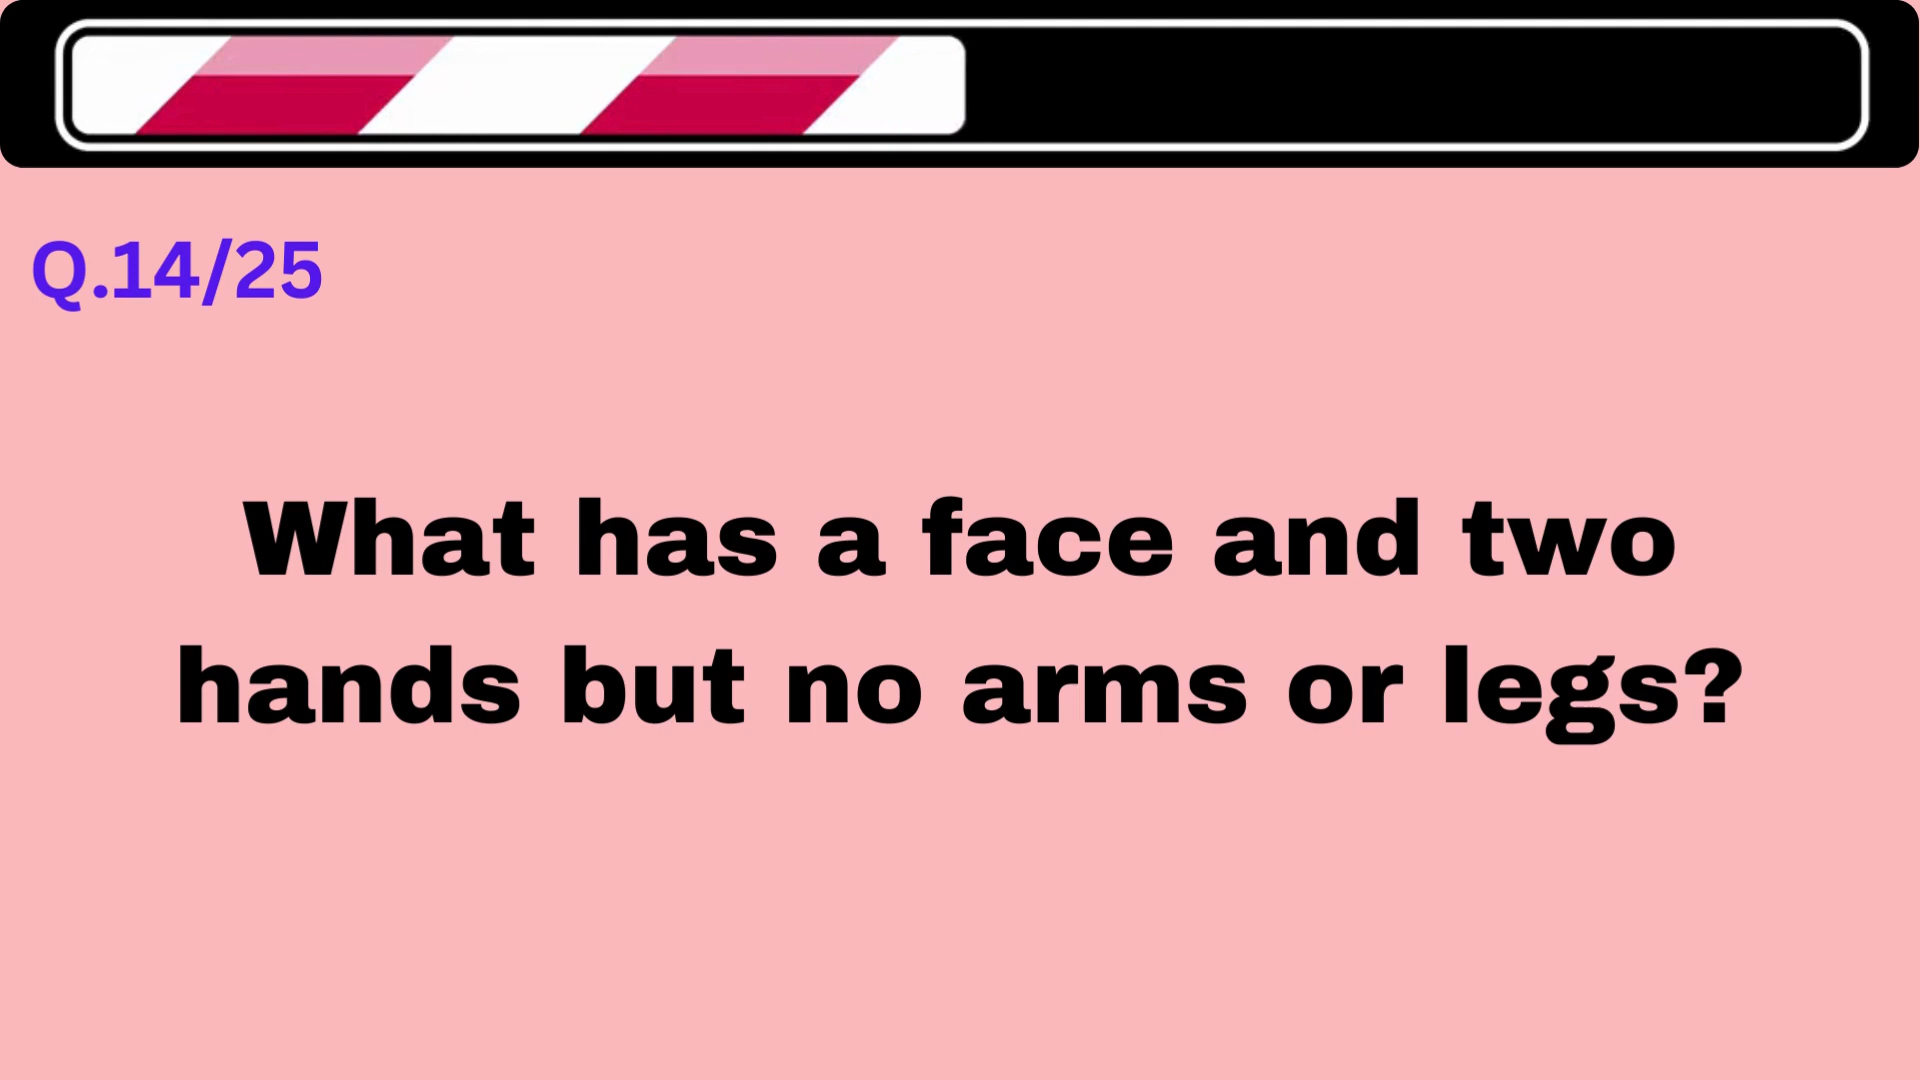 Q.14/25
What has a face and two
hands but no arms or legs?